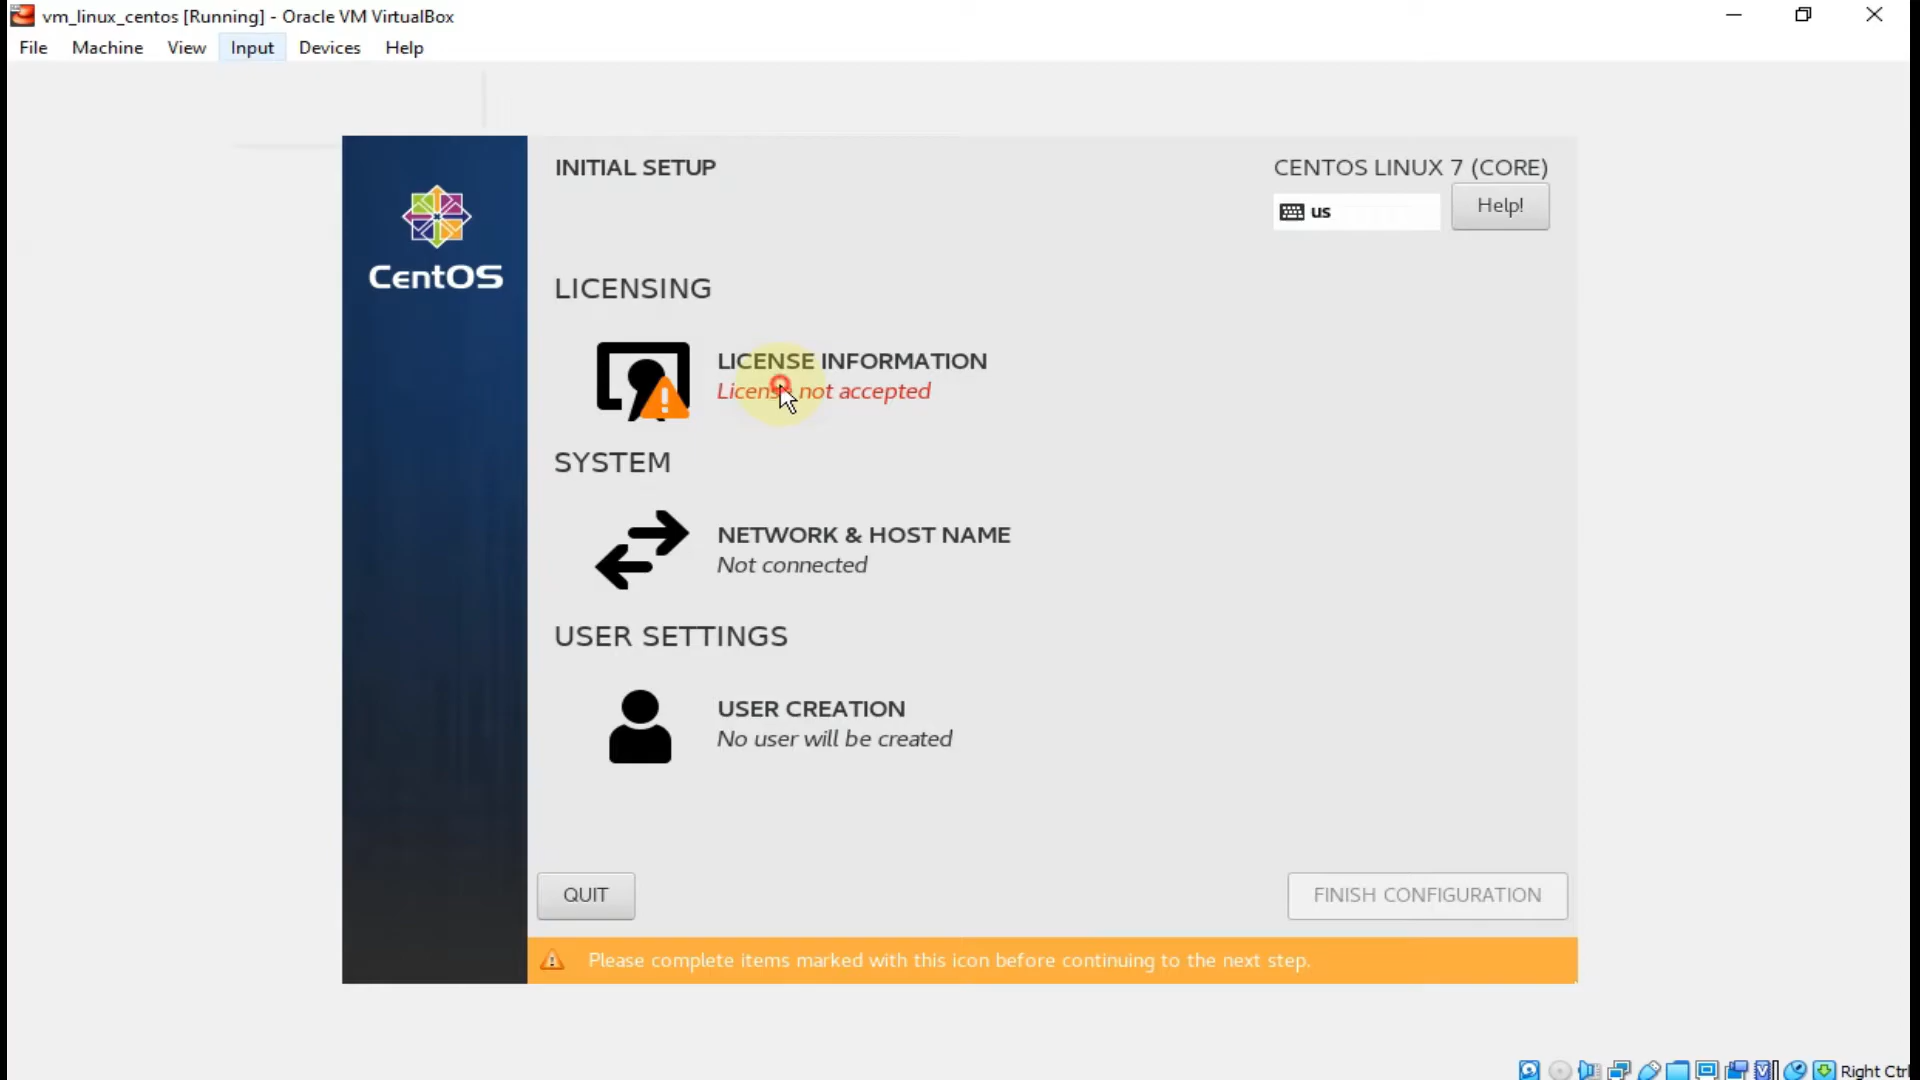 vm_linux_centos [Running] - Oracle VM VirtualBox
File Machine View Input Devices Help
INITIAL SETUP
CENTOS LINUX 7 (CORE)
us
Help!
CentOS
LICENSING
LICENSE INFORMATION
License not accepted
SYSTEM
NETWORK & HOST NAME
Not connected
USER SETTINGS
USER CREATION
No user will be created
QUIT
FINISH CONFIGURATION
Please complete items marked with this icon before continuing to the next step.
Right Ctrl